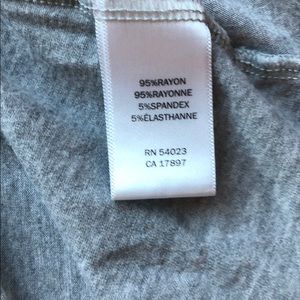 95%RAYON
95%RAYONNE
5%SPANDEX
5%ÉLASTHANNE
RN 54023
CA 17897